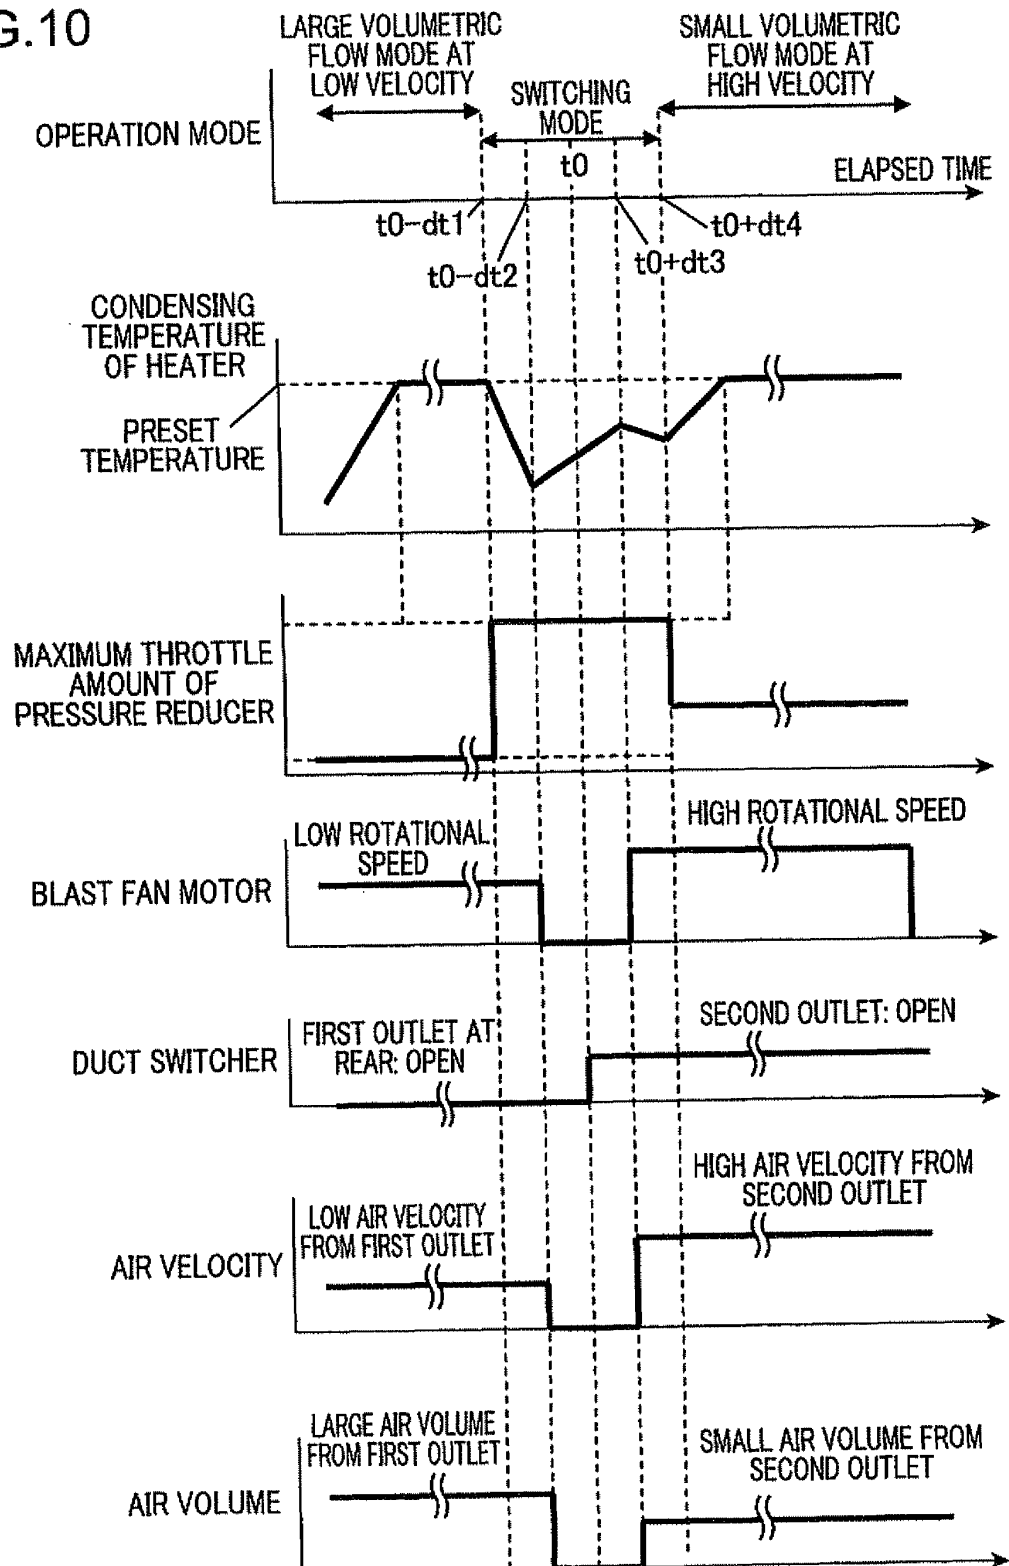 G.10
LARGE VOLUMETRIC
FLOW MODE AT
LOW VELOCITY
SMALL VOLUMETRIC
FLOW MODE AT
HIGH VELOCITY
SWITCHING
MODE
OPERATION MODE
t0
ELAPSED TIME
t0-dt1
t0+dt4
t0-dt2
t0+dt3
CONDENSING
TEMPERATURE
OF HEATER
PRESET
TEMPERATURE
MAXIMUM THROTTLE
AMOUNT OF
PRESSURE REDUCER
LOW ROTATIONAL
SPEED
HIGH ROTATIONAL SPEED
BLAST FAN MOTOR
FIRST OUTLET AT
REAR: OPEN
SECOND OUTLET: OPEN
DUCT SWITCHER
LOW AIR VELOCITY
FROM FIRST OUTLET
HIGH AIR VELOCITY FROM
SECOND OUTLET
AIR VELOCITY
LARGE AIR VOLUME
FROM FIRST OUTLET
SMALL AIR VOLUME FROM
SECOND OUTLET
AIR VOLUME